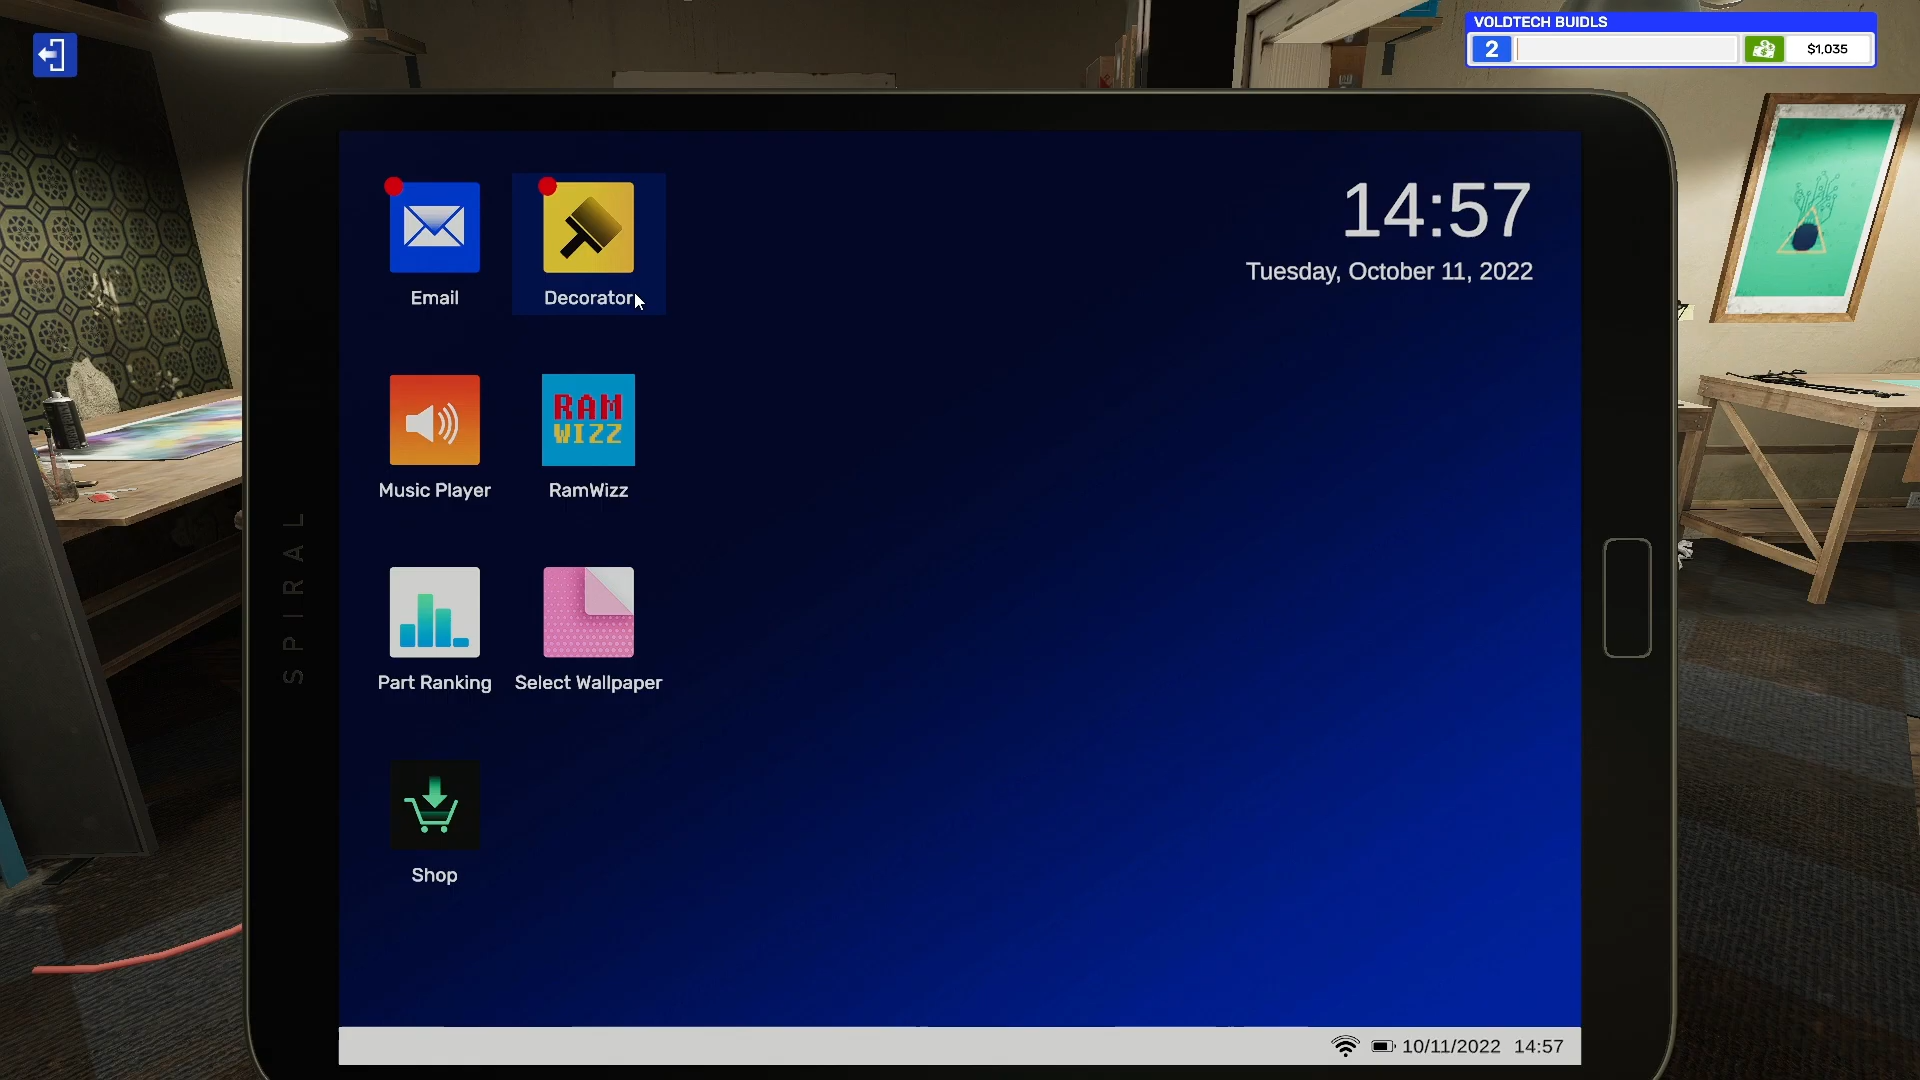 VOLDTECH BUIDLS
2
$1,035
14:57
Tuesday, October 11, 2022
Email
Decorator
RAM
WIZZ
Music Player
RamWizz
Part Ranking
Select Wallpaper
Shop
SPIRAL
10/11/2022 14:57